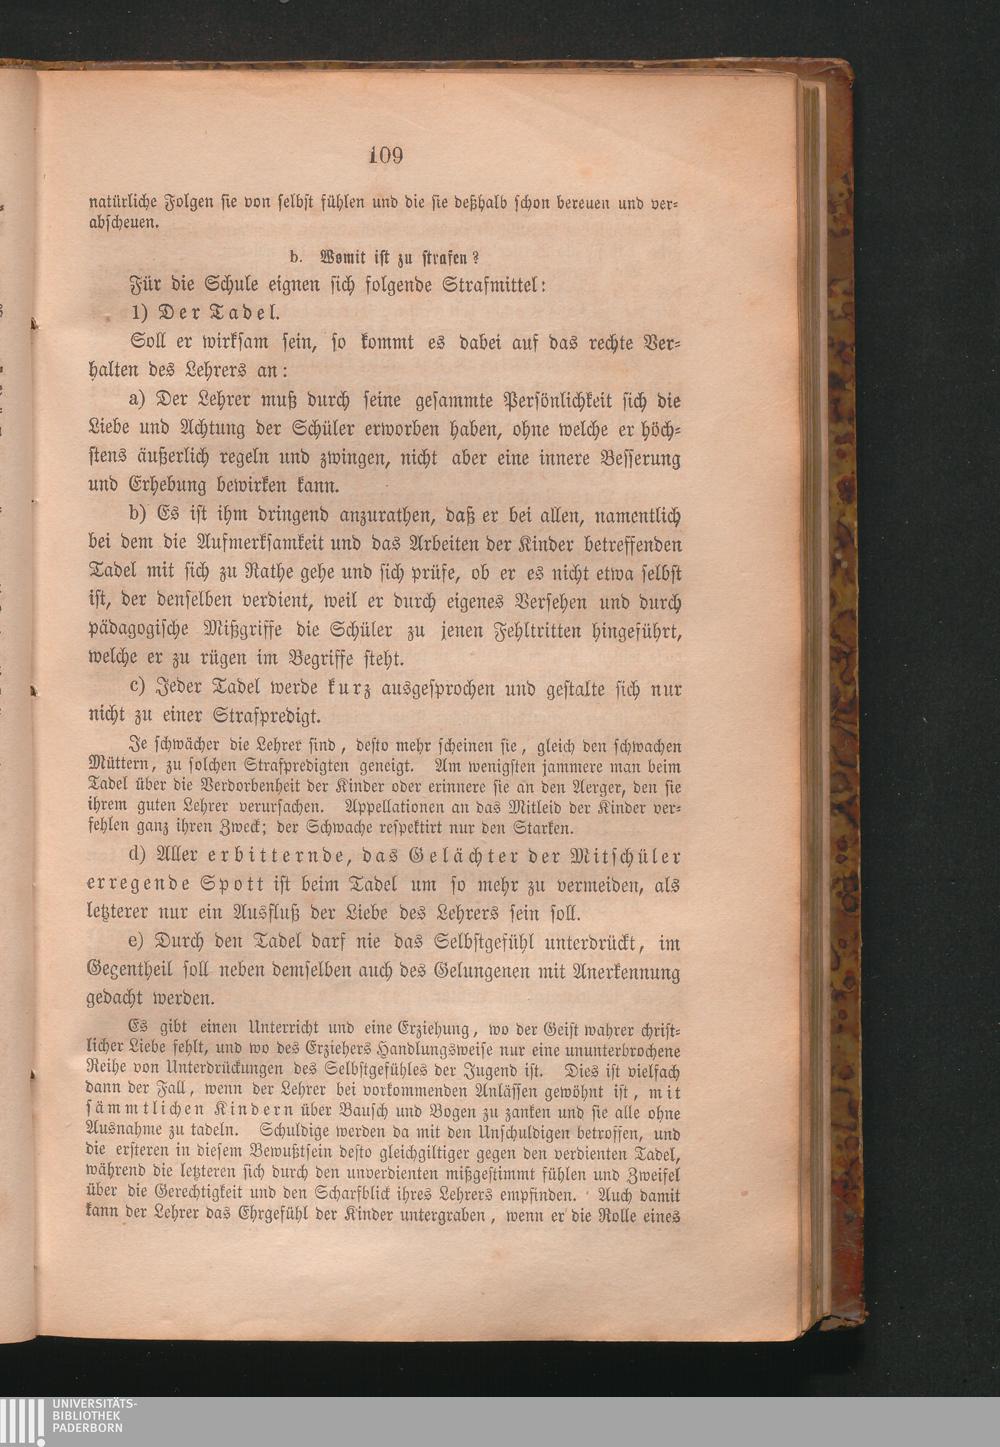 109
natürliche Folgen sie von selbst fühlen und die sie deßhalb schon bereuen und ver-
abscheuen.
b. Womit ist zu strafen?
Für die Schule eignen sich folgende Strafmittel:
1) Der Tadel.
Soll er wirksam sein, so kommt es dabei auf das rechte Ver-
halten des Lehrers an:
a) Der Lehrer muß durch seine gesammte Persönlichkeit sich die
Liebe und Achtung der Schüler erworben haben, ohne welche er höch-
stens äußerlich regeln und zwingen, nicht aber eine innere Besserung
und Erhebung bewirken kann.
b) Es ist ihm dringend anzurathen, daß er bei allen, namentlich
bei dem die Aufmerksamkeit und das Arbeiten der Kinder betreffenden
Tadel mit sich zu Rathe gehe und sich prüfe, ob er es nicht etwa selbst
ist, der denselben verdient, weil er durch eigenes Versehen und durch
pädagogische Mißgriffe die Schüler zu jenen Fehltritten hingeführt,
welche er zu rügen im Begriffe steht.
c) Jeder Tadel werde kurz ausgesprochen und gestalte sich nur
nicht zu einer Strafpredigt.
Je schwächer die Lehrer sind, desto mehr scheinen sie, gleich den schwachen
Müttern, zu solchen Strafpredigten geneigt. Am wenigsten jammere man beim
Tadel über die Verdorbenheit der Kinder oder erinnere sie an den Aerger, den sie
ihrem guten Lehrer verursachen. Appellationen an das Mitleid der Kinder ver-
fehlen ganz ihren Zweck; der Schwache respektirt nur den Starken.
d) Aller erbitternde, das Gelächter der Mitschüler
erregende Spott ist beim Tadel um so mehr zu vermeiden, als
letzterer nur ein Ausfluß der Liebe des Lehrers sein soll.
e) Durch den Tadel darf nie das Selbstgefühl unterdrückt, im
Gegentheil soll neben demselben auch des Gelungenen mit Anerkennung
gedacht werden.
Es gibt einen Unterricht und eine Erziehung, wo der Geist wahrer christ-
licher Liebe fehlt, und wo des Erziehers Handlungsweise nur eine ununterbrochene
Reihe von Unterdrückungen des Selbstgefühles der Jugend ist. Dies ist vielfach
dann der Fall, wenn der Lehrer bei vorkommenden Anlässen gewöhnt ist, mit
sämmtlichen Kindern über Bausch und Bogen zu zanken und sie alle ohne
Ausnahme zu tadeln. Schuldige werden da mit den Unschuldigen betroffen, und
die ersteren in diesem Bewußtsein desto gleichgiltiger gegen den verdienten Tadel,
während die letzteren sich durch den unverdienten mißgestimmt fühlen und Zweifel
über die Gerechtigkeit und den Scharfblick ihres Lehrers empfinden. Auch damit
kann der Lehrer das Ehrgefühl der Kinder untergraben, wenn er die Rolle eines
UNIVERSITÄTS-
BIBLIOTHEK
PADERBORN